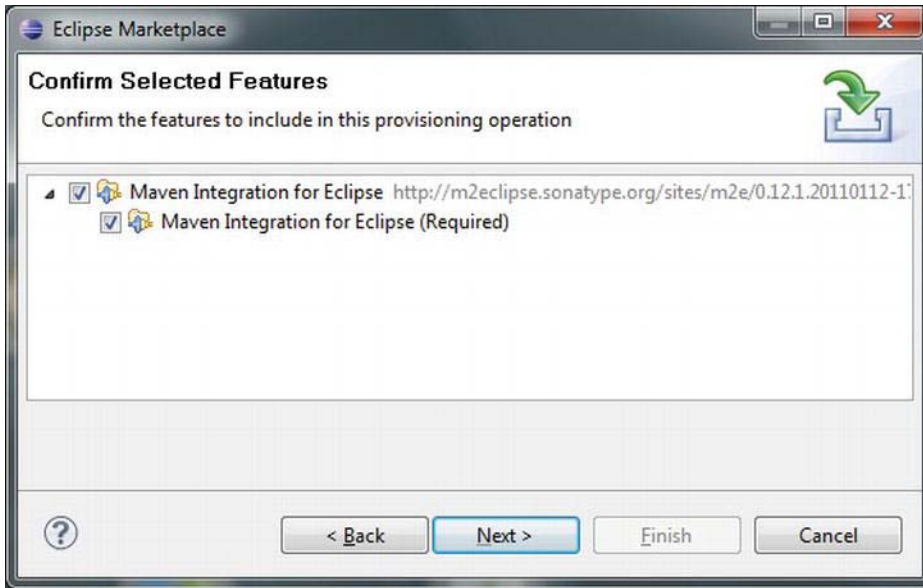 Eclipse Marketplace
Confirm Selected Features
Confirm the features to include in this provisioning operation
Maven Integration for Eclipse http://m2eclipse.sonatype.org/sites/m2e/0.12.1.20110112-1
Maven Integration for Eclipse (Required)
< Back Next > Finish Cancel